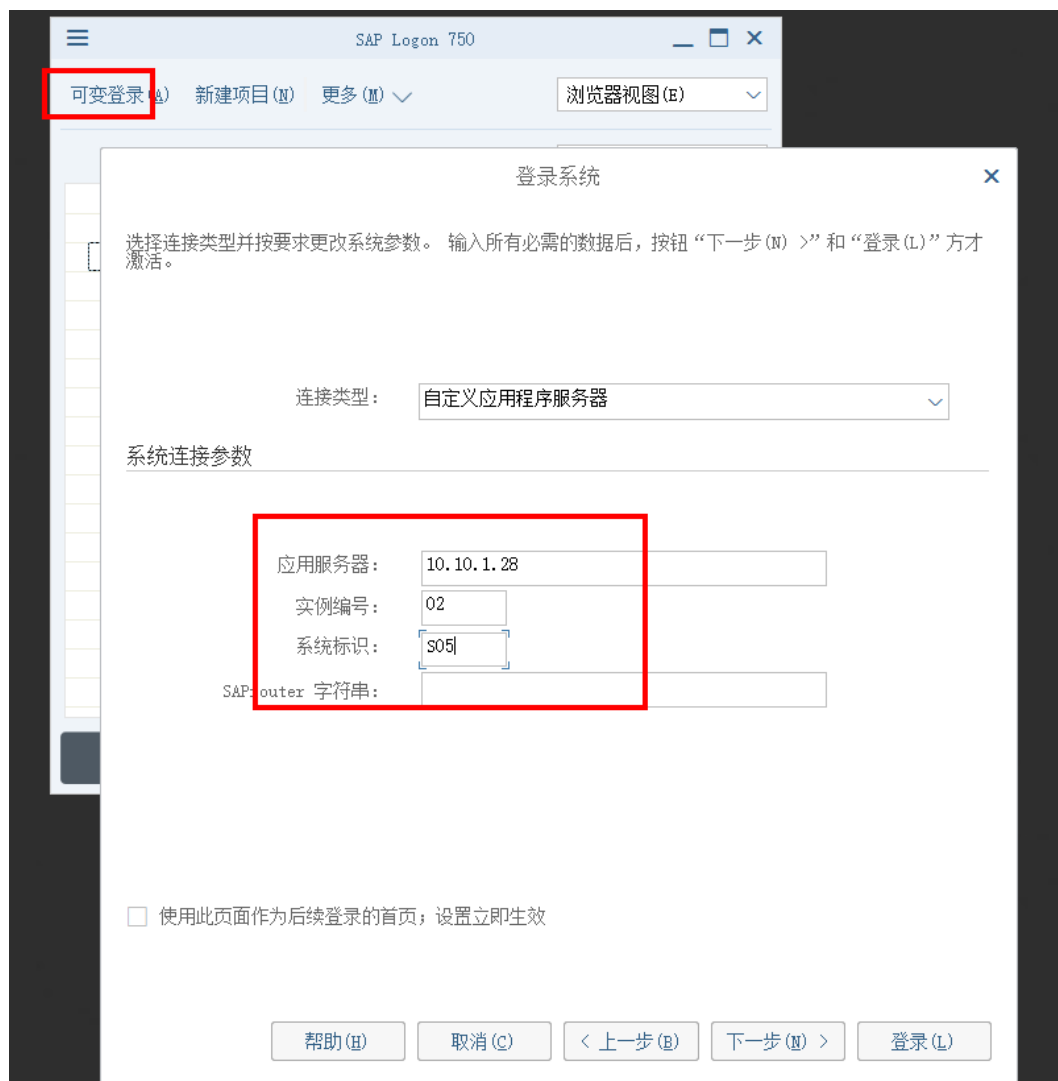 SAP Logon 750
可变登录(A) 新建项目(N) 更多(M) 浏览器视图(E)
登录系统
选择连接类型并按要求更改系统参数。 输入所有必需的数据后，按钮“下一步(N) >”和“登录(L)”方才
激活。
连接类型： 自定义应用程序服务器
系统连接参数
应用服务器： 10.10.1.28
实例编号： 02
系统标识： S05
SAProuter 字符串：
使用此页面作为后续登录的首页；设置立即生效
帮助(H) 取消(C) < 上一步(B) 下一步(N) > 登录(L)